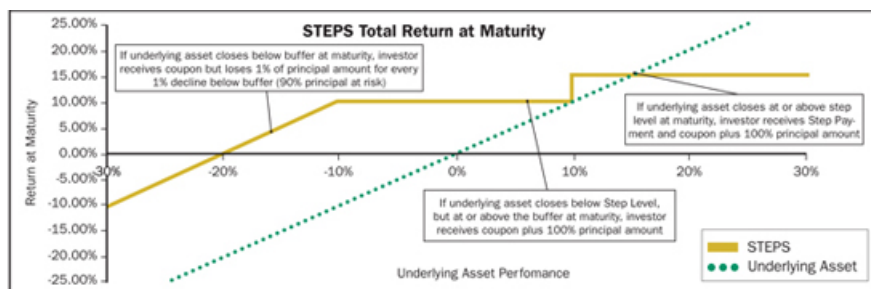 STEPS Total Return at Maturity
25.00%
20.00%
15.00%
10.00%
5.00%
0.00%
-5.00%
-10.00%
-15.00%
-20.00%
-25.00%
Return at Maturity
If underlying asset closes below buffer at maturity, investor
receives coupon but loses 1% of principal amount for every
1% decline below buffer (90% principal at risk)
If underlying asset closes at or above step
level at maturity, investor receives Step Pay-
ment and coupon plus 100% principal amount
-30%
-20%
-10%
0%
10%
20%
30%
If underlying asset closes below Step Level,
but at or above the buffer at maturity, investor
receives coupon plus 100% principal amount
Underlying Asset Perfomance
STEPS
Underlying Asset